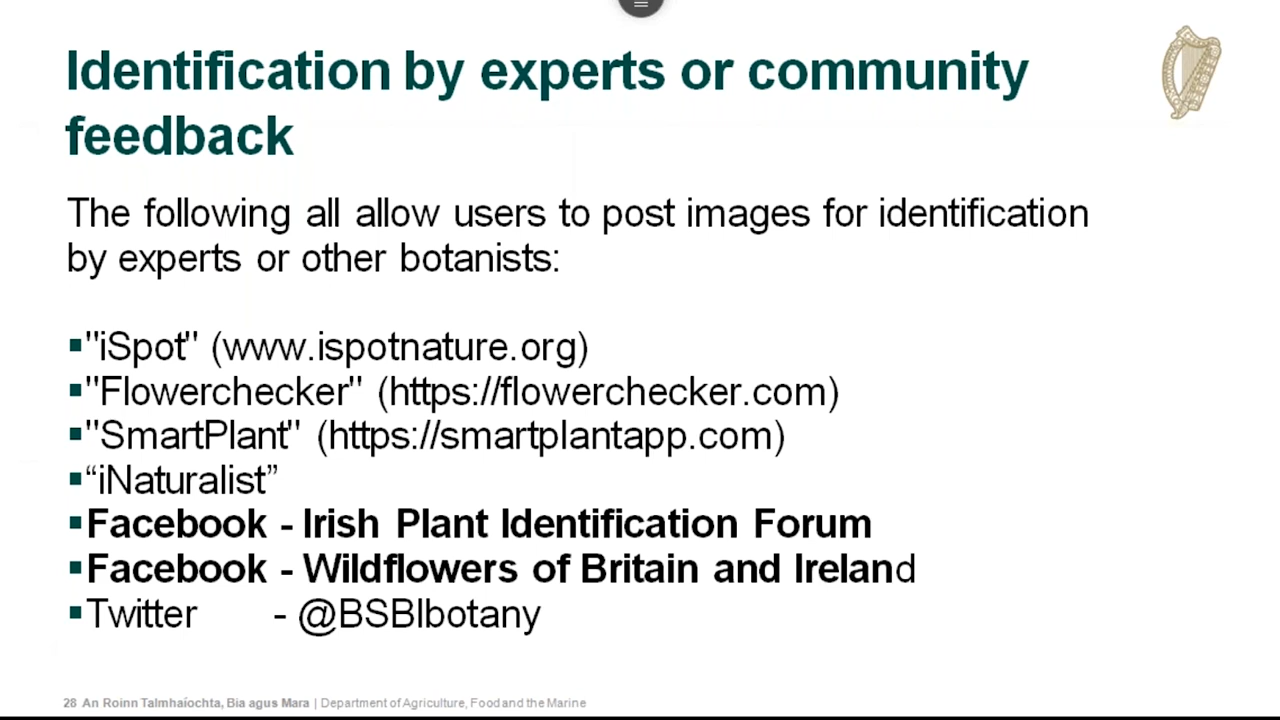 Identification by experts or community
feedback
The following all allow users to post images for identification
by experts or other botanists:
▪"iSpot" (www.ispotnature.org)
▪"Flowerchecker" (https://flowerchecker.com)
▪"SmartPlant" (https://smartplantapp.com)
▪“iNaturalist”
▪Facebook - Irish Plant Identification Forum
▪Facebook - Wildflowers of Britain and Ireland
▪Twitter - @BSBIbotany
28 An Roinn Talmhaíochta, Bia agus Mara | Department of Agriculture, Food and the Marine